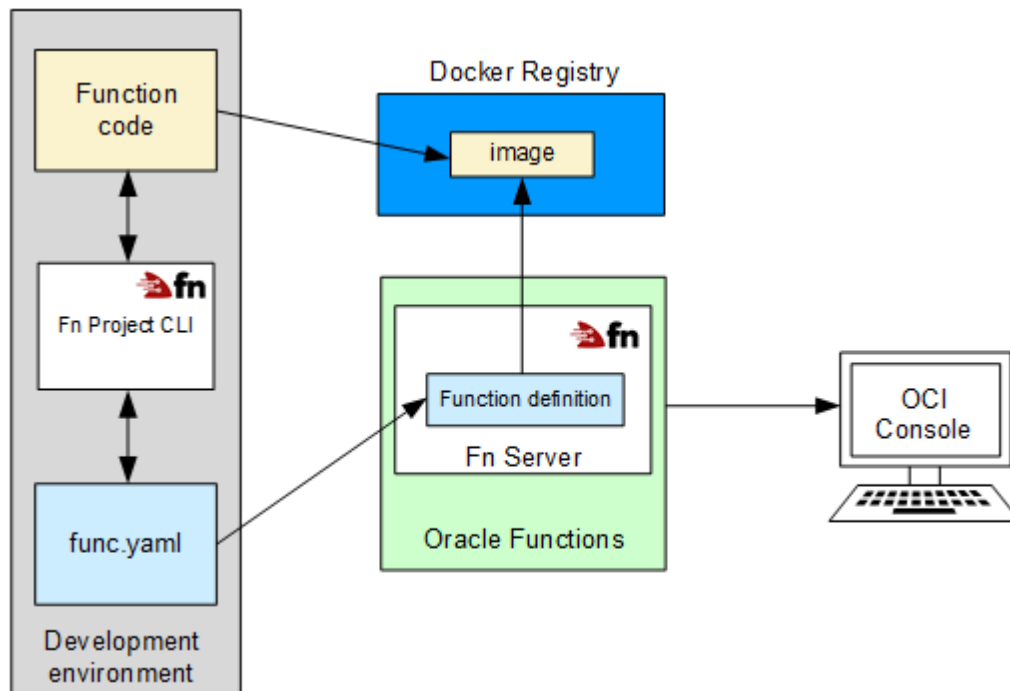 Function
code
fn
Fn Project CLI
func.yaml
Development
environment
Docker Registry
image
fn
Function definition
Fn Server
Oracle Functions
OCI
Console